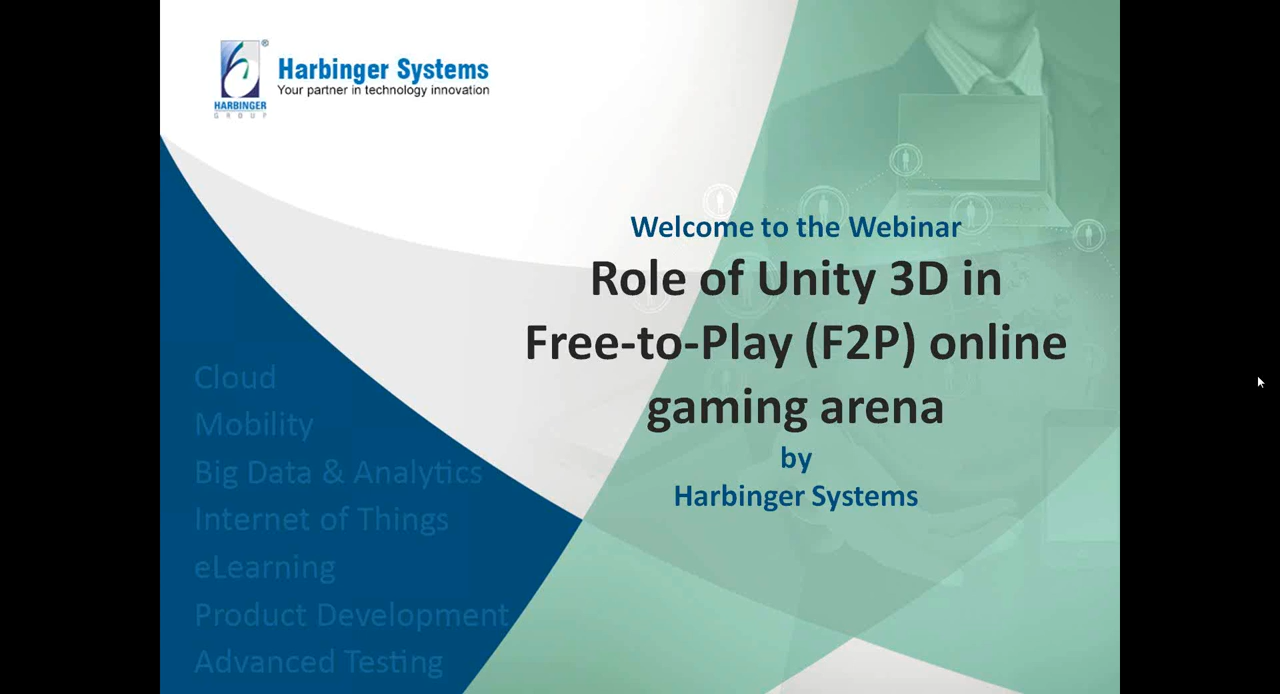 Harbinger Systems
Your partner in technology innovation
HARBINGER
GROUP
®
Welcome to the Webinar
Role of Unity 3D in
Free-to-Play (F2P) online
gaming arena
by
Harbinger Systems
Cloud
Mobility
Big Data & Analytics
Internet of Things
eLearning
Product Development
Advanced Testing